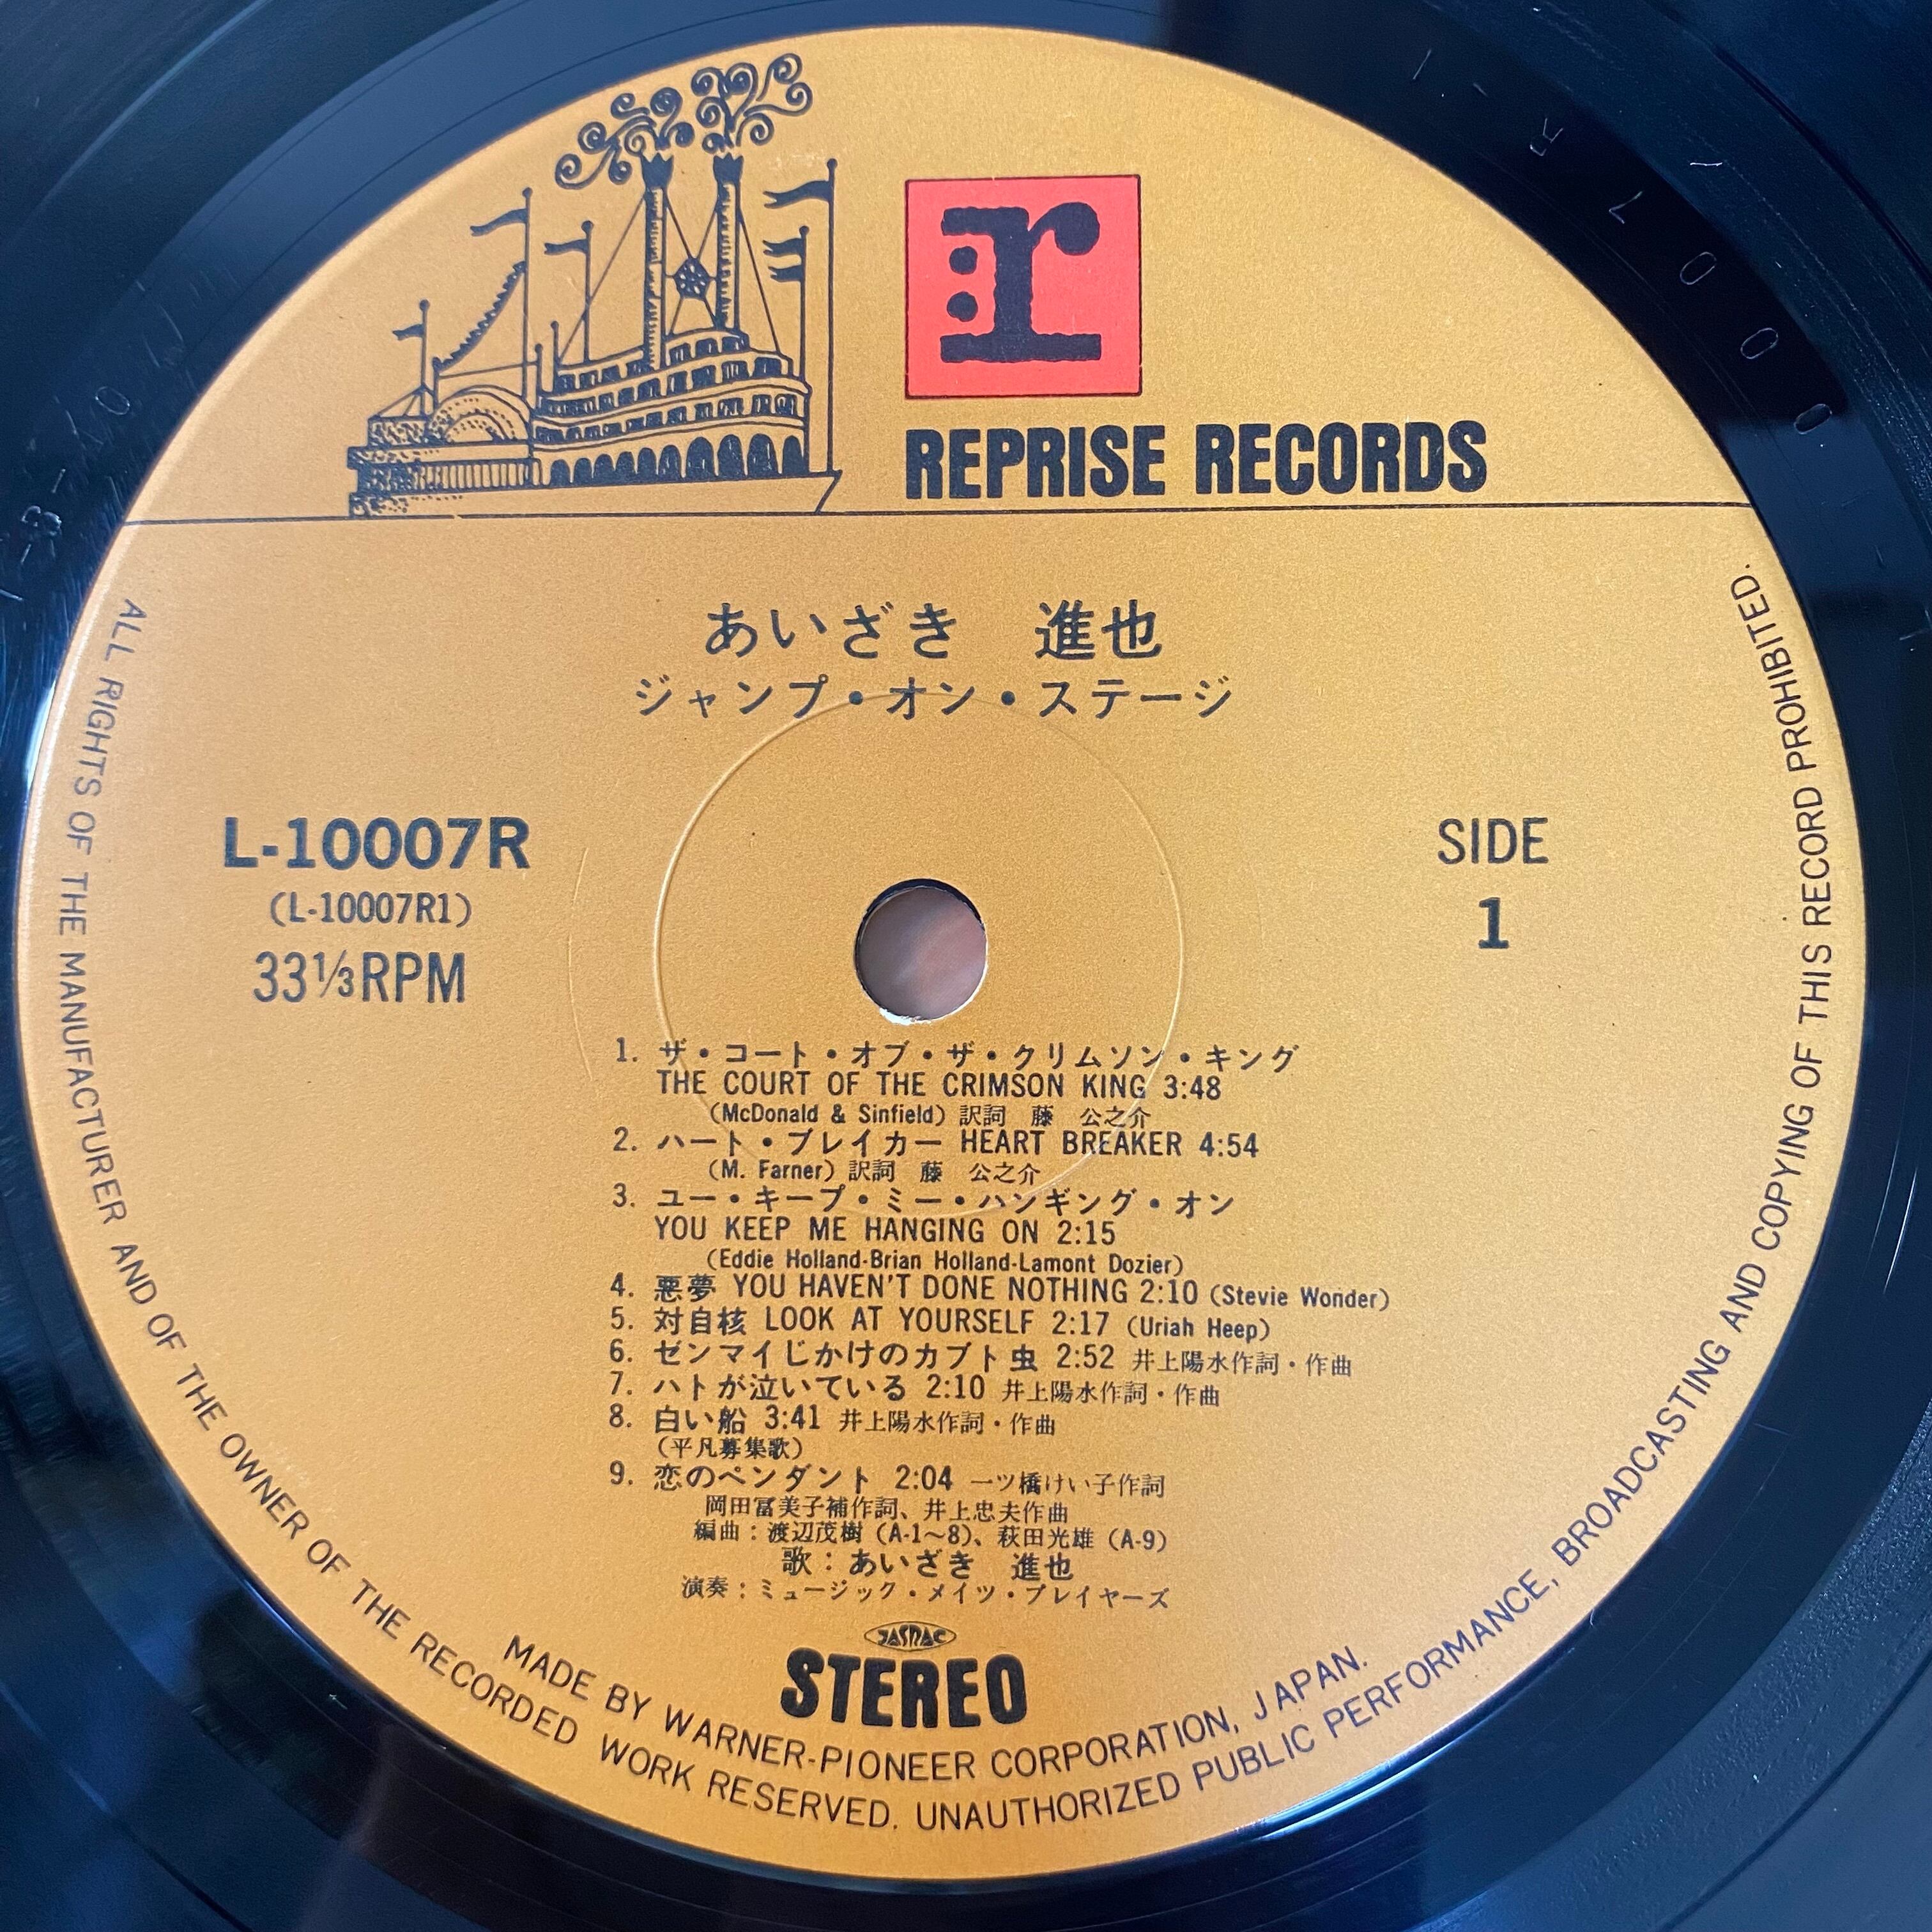 r
REPRISE RECORDS
あいざき 進也
ジャンプ・オン・ステージ
L-10007R
(L-10007R1)
33⅓RPM
SIDE
1
1. ザ・コート・オブ・ザ・クリムソン・キング
THE COURT OF THE CRIMSON KING 3:48
(McDonald & Sinfield) 訳詞 藤 公之介
2. ハート・ブレイカー HEART BREAKER 4:54
(M. Farner) 訳詞 藤 公之介
3. ユー・キープ・ミー・ハンギング・オン
YOU KEEP ME HANGING ON 2:15
(Eddie Holland-Brian Holland-Lamont Dozier)
4. 悪夢 YOU HAVEN'T DONE NOTHING 2:10 (Stevie Wonder)
5. 対自核 LOOK AT YOURSELF 2:17 (Uriah Heep)
6. ゼンマイじかけのカブト虫 2:52 井上陽水作詞・作曲
7. ハトが泣いている 2:10 井上陽水作詞・作曲
8. 白い船 3:41 井上陽水作詞・作曲
(平凡募集歌)
9. 恋のペンダント 2:04 一ツ橋けい子作詞
岡田冨美子補作詞、井上忠夫作曲
編曲：渡辺茂樹 (A-1〜8)、萩田光雄 (A-9)
歌：あいざき 進也
演奏：ミュージック・メイツ・プレイヤーズ
JASRAC
STEREO
MADE BY WARNER-PIONEER CORPORATION, JAPAN.
ALL RIGHTS OF THE MANUFACTURER AND OF THE OWNER OF THE RECORDED WORK RESERVED. UNAUTHORIZED PUBLIC PERFORMANCE, BROADCASTING AND COPYING OF THIS RECORD PROHIBITED.